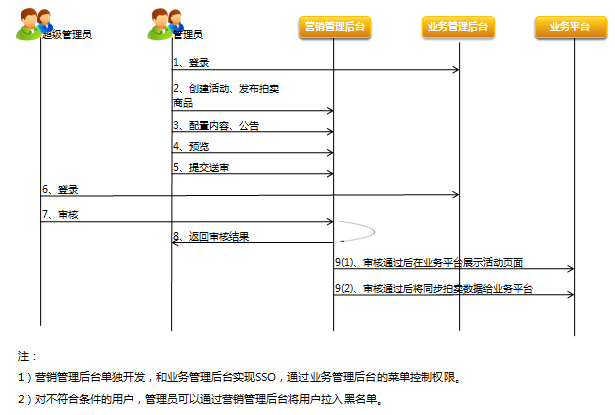 超级管理员
管理员
营销管理后台
业务管理后台
业务平台
1、登录
2、创建活动、发布拍卖
商品
3、配置内容、公告
4、预览
5、提交送审
6、登录
7、审核
8、返回审核结果
9(1)、审核通过后在业务平台展示活动页面
9(2)、审核通过后将同步拍卖数据给业务平台
注：
1）营销管理后台单独开发，和业务管理后台实现SSO，通过业务管理后台的菜单控制权限。
2）对不符合条件的用户，管理员可以通过营销管理后台将用户拉入黑名单。